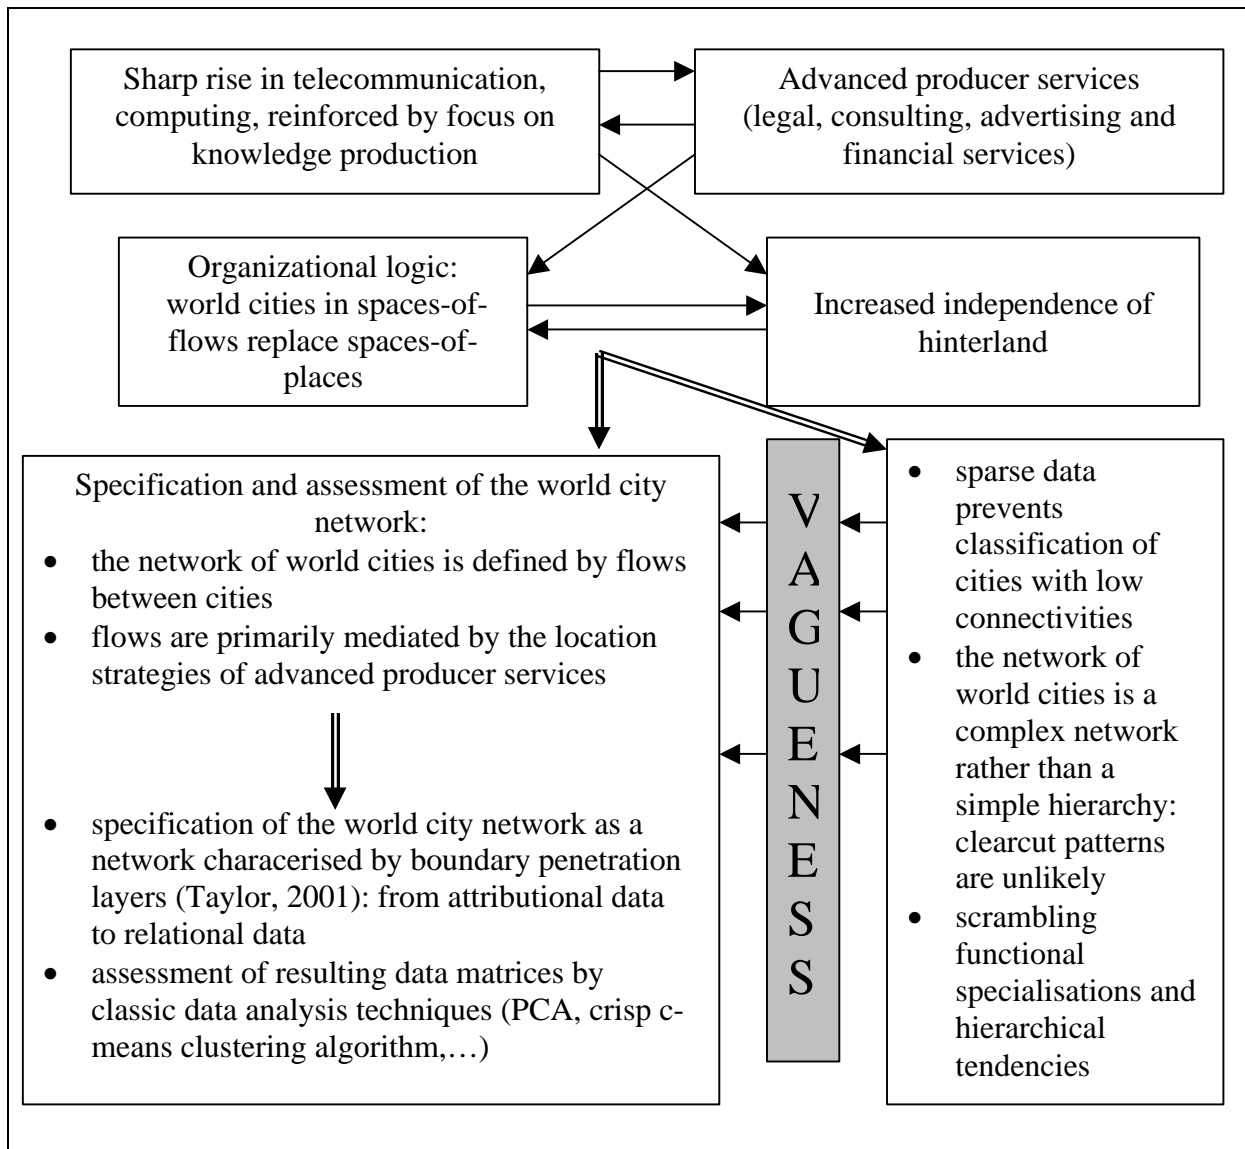 Sharp rise in telecommunication,
computing, reinforced by focus on
knowledge production
Advanced producer services
(legal, consulting, advertising and
financial services)
Organizational logic:
world cities in spaces-of-
flows replace spaces-of-
places
Increased independence of
hinterland
Specification and assessment of the world city
network:
• the network of world cities is defined by flows
between cities
• flows are primarily mediated by the location
strategies of advanced producer services
• specification of the world city network as a
network characerised by boundary penetration
layers (Taylor, 2001): from attributional data
to relational data
• assessment of resulting data matrices by
classic data analysis techniques (PCA, crisp c-
means clustering algorithm,…)
V
A
G
U
E
N
E
S
S
• sparse data
prevents
classification of
cities with low
connectivities
• the network of
world cities is a
complex network
rather than a
simple hierarchy:
clearcut patterns
are unlikely
• scrambling
functional
specialisations and
hierarchical
tendencies